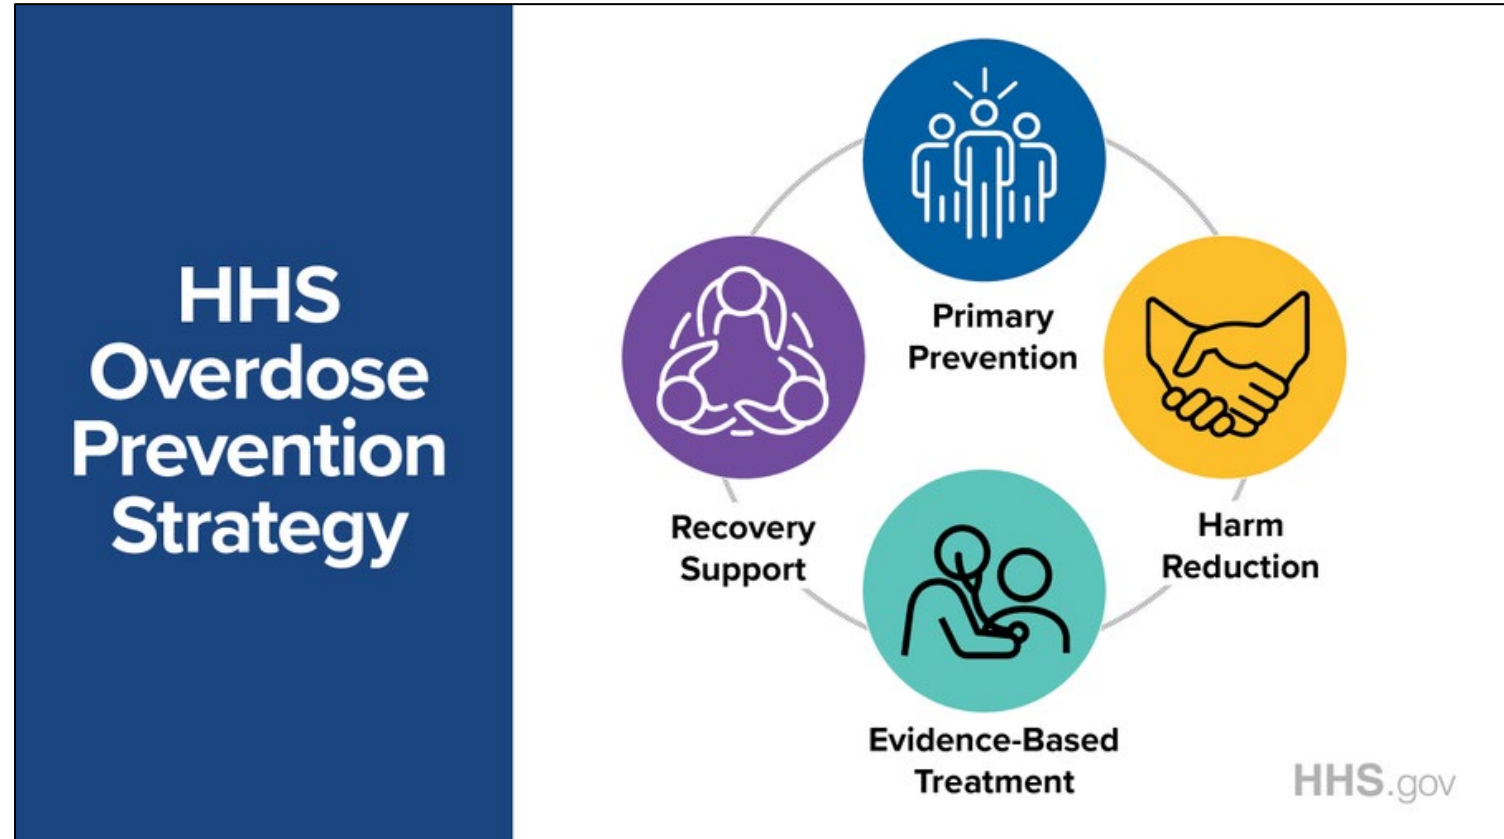 HHS
Overdose
Prevention
Strategy
Primary
Prevention
Harm
Reduction
Evidence-Based
Treatment
Recovery
Support
HHS.gov